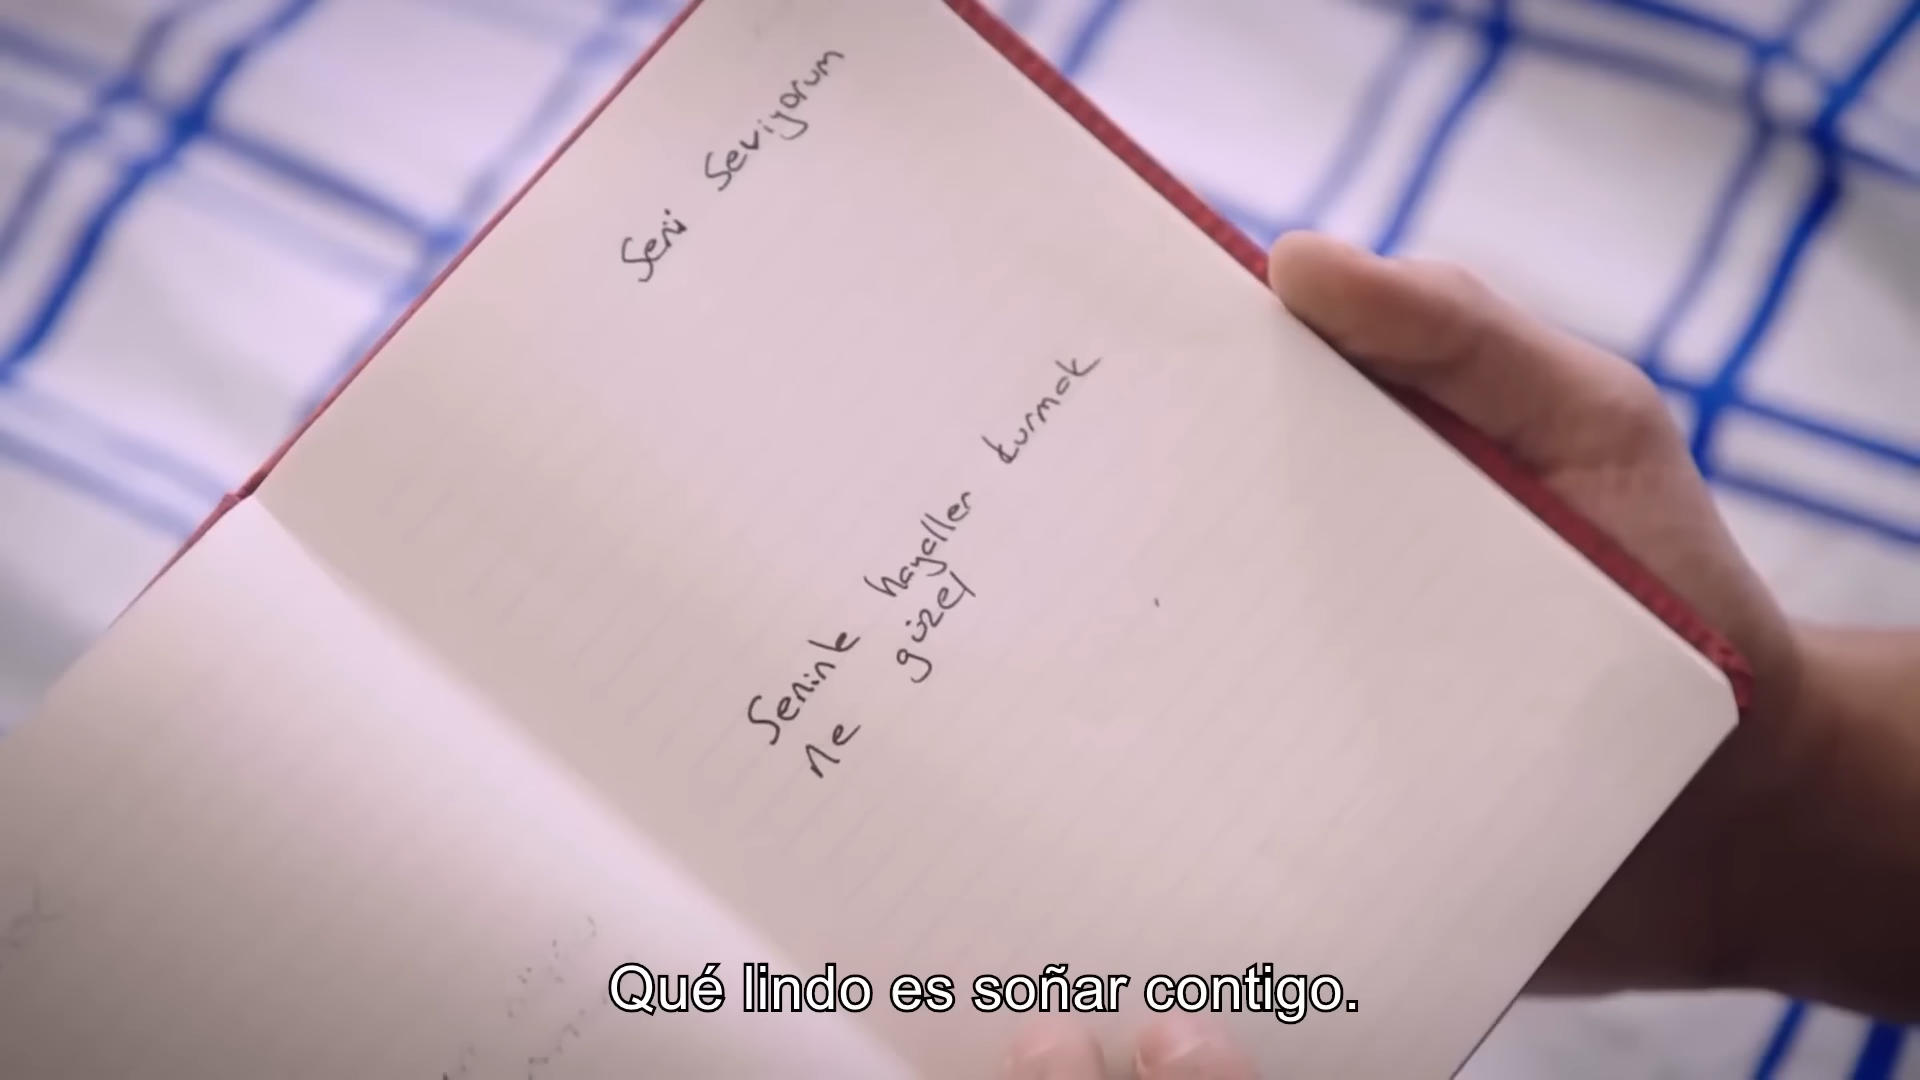 Seni Seviyorum
Seninle hayaller kurmak
ne güzel
Qué lindo es soñar contigo.